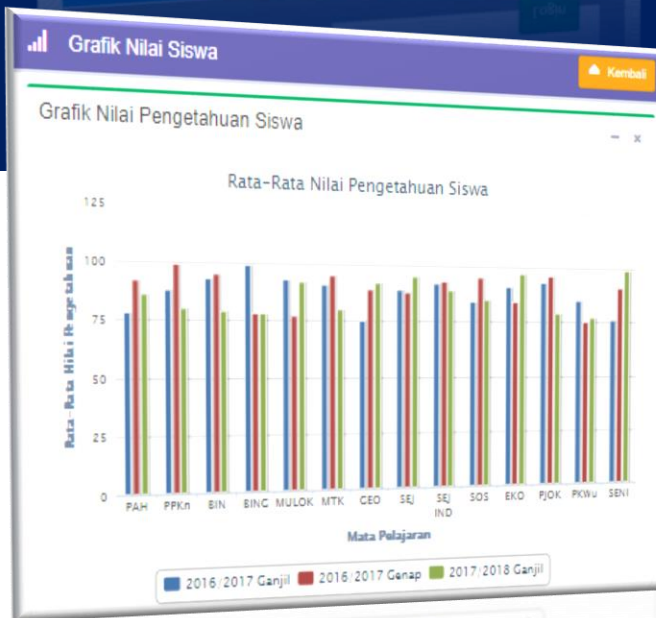 Login
Grafik Nilai Siswa
Kembali
Grafik Nilai Pengetahuan Siswa
- x
Rata-Rata Nilai Pengetahuan Siswa
125
100
75
50
25
0
Rata-Rata Nilai Pengetahuan
PAH PPKn BIN BING MULOK MTK GEO SEJ SEJ IND SOS EKO PJOK PKWu SENI
Mata Pelajaran
2016/2017 Ganjil 2016/2017 Genap 2017/2018 Ganjil